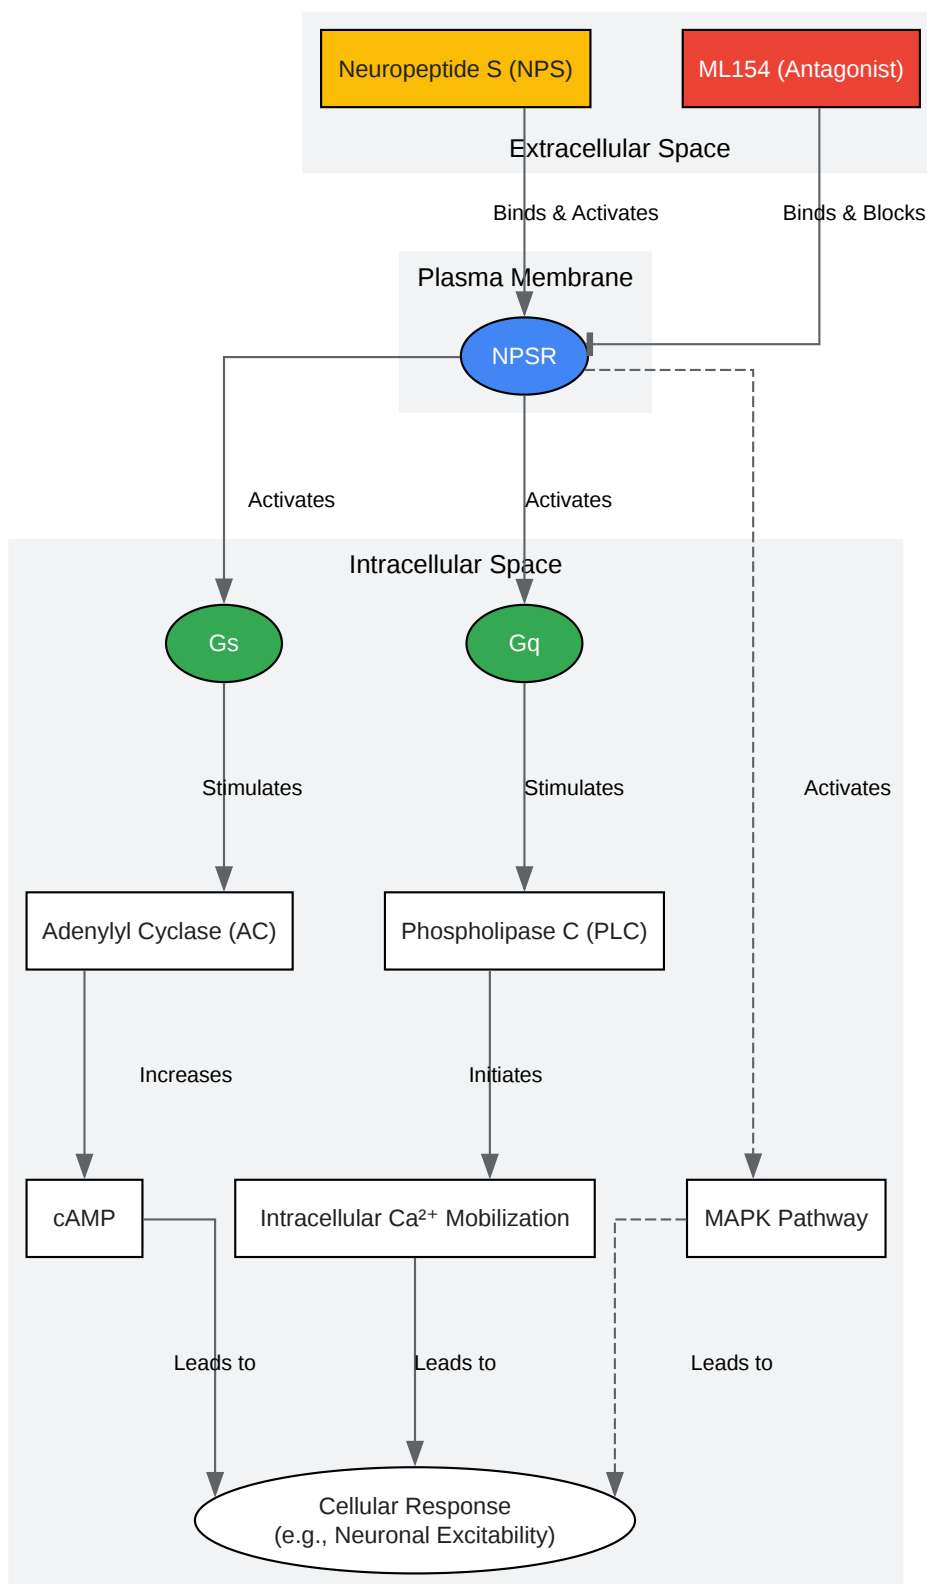 Neuropeptide S (NPS)
ML154 (Antagonist)
Extracellular Space
Binds & Activates
Binds & Blocks
Plasma Membrane
NPSR
Activates
Activates
Intracellular Space
Gs
Gq
Stimulates
Stimulates
Activates
Adenylyl Cyclase (AC)
Phospholipase C (PLC)
Increases
Initiates
cAMP
Intracellular Ca²⁺ Mobilization
MAPK Pathway
Leads to
Leads to
Leads to
Cellular Response
(e.g., Neuronal Excitability)